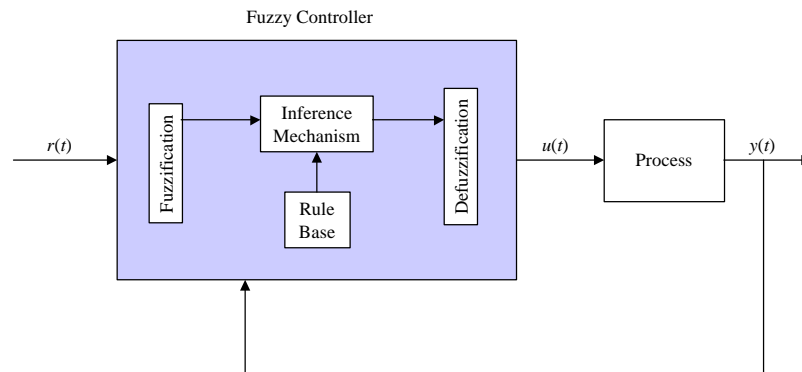 Fuzzy Controller
r(t)
Fuzzification
Inference
Mechanism
Rule
Base
Defuzzification
u(t)
Process
y(t)